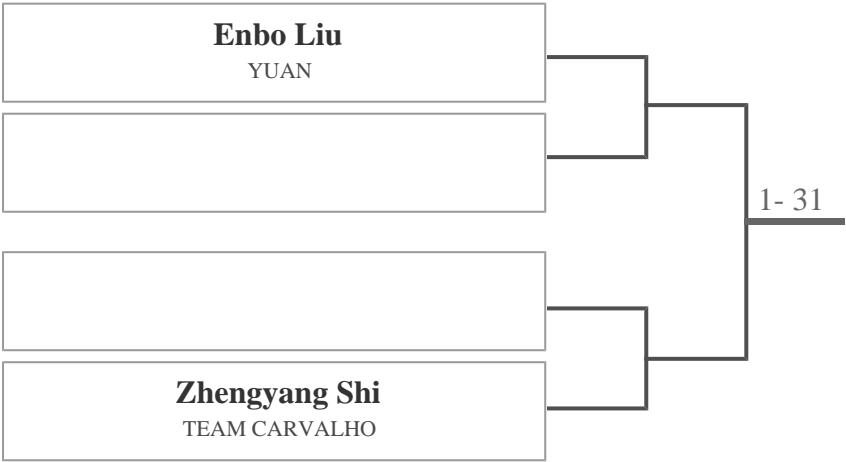 Enbo Liu
YUAN
1- 31
Zhengyang Shi
TEAM CARVALHO